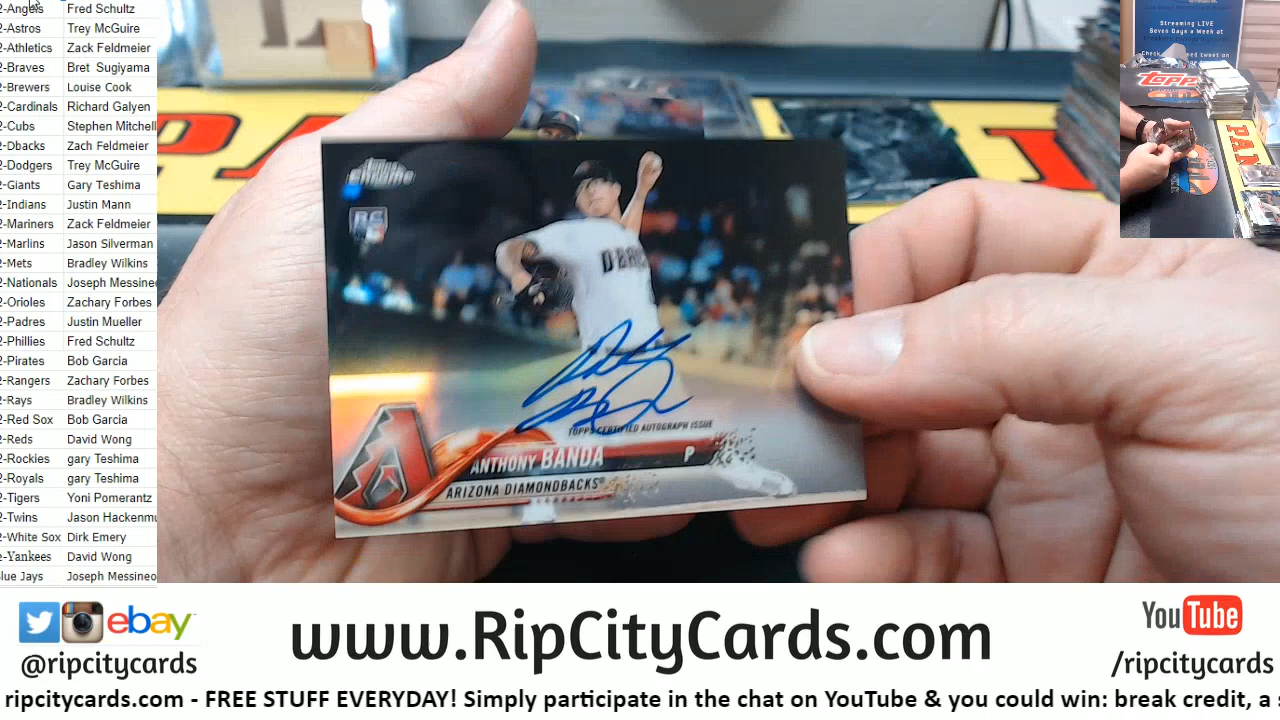 2-Angels Fred Schultz
2-Astros Trey McGuire
2-Athletics Zack Feldmeier
2-Braves Bret Sugiyama
2-Brewers Louise Cook
2-Cardinals Richard Galyen
2-Cubs Stephen Mitchell
2-Dbacks Zach Feldmeier
2-Dodgers Trey McGuire
2-Giants Gary Teshima
2-Indians Justin Mann
2-Mariners Zack Feldmeier
2-Marlins Jason Silverman
2-Mets Bradley Wilkins
2-Nationals Joseph Messineo
2-Orioles Zachary Forbes
2-Padres Justin Mueller
2-Phillies Fred Schultz
2-Pirates Bob Garcia
2-Rangers Zachary Forbes
2-Rays Bradley Wilkins
2-Red Sox Bob Garcia
2-Reds David Wong
2-Rockies gary Teshima
2-Royals gary Teshima
2-Tigers Yoni Pomerantz
2-Twins Jason Hackenmu
2-White Sox Dirk Emery
2-Yankees David Wong
lue Jays Joseph Messineo
Topps
Chrome
RC
D'BAC
TOPPS CERTIFIED AUTOGRAPH ISSUE
ANTHONY BANDA P
ARIZONA DIAMONDBACKS®
Streaming LIVE
Seven Days a Week at
Topps
PAN
ebay
@ripcitycards
www.RipCityCards.com
YouTube
/ripcitycards
ripcitycards.com - FREE STUFF EVERYDAY! Simply participate in the chat on YouTube & you could win: break credit, a s